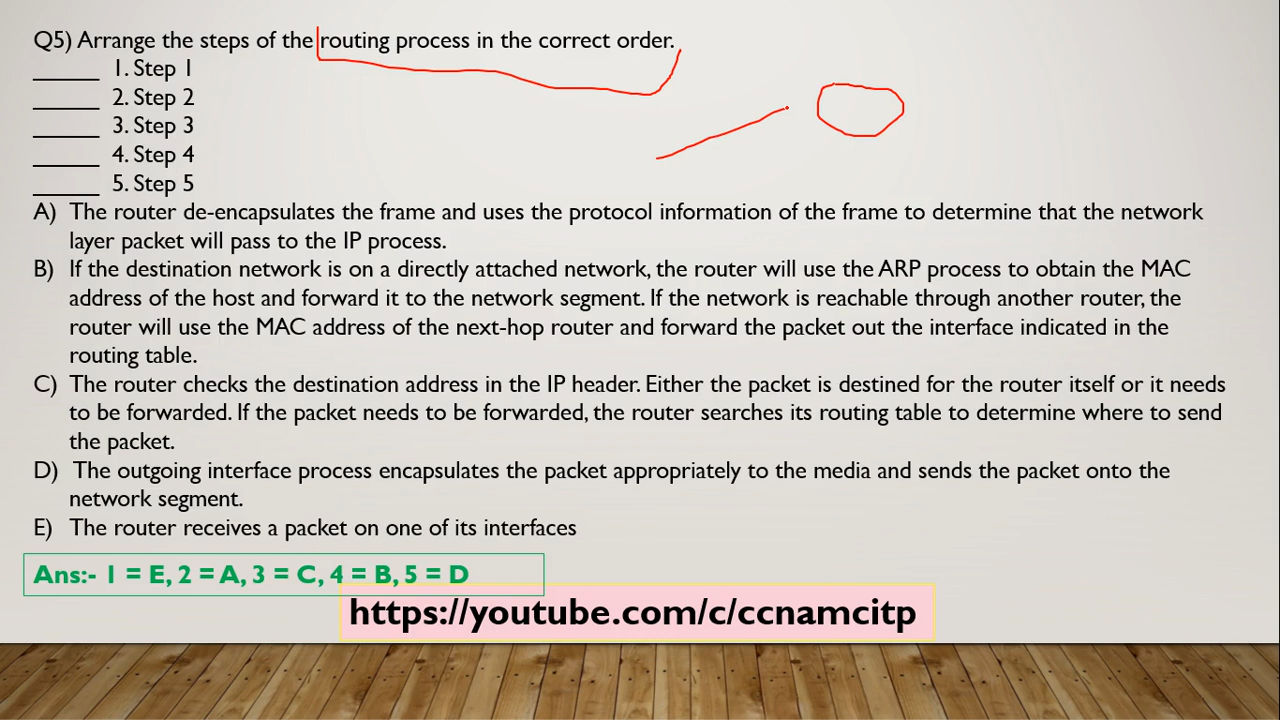 Q5) Arrange the steps of the routing process in the correct order.
______ 1. Step 1
______ 2. Step 2
______ 3. Step 3
______ 4. Step 4
______ 5. Step 5
A) The router de-encapsulates the frame and uses the protocol information of the frame to determine that the network
layer packet will pass to the IP process.
B) If the destination network is on a directly attached network, the router will use the ARP process to obtain the MAC
address of the host and forward it to the network segment. If the network is reachable through another router, the
router will use the MAC address of the next-hop router and forward the packet out the interface indicated in the
routing table.
C) The router checks the destination address in the IP header. Either the packet is destined for the router itself or it needs
to be forwarded. If the packet needs to be forwarded, the router searches its routing table to determine where to send
the packet.
D) The outgoing interface process encapsulates the packet appropriately to the media and sends the packet onto the
network segment.
E) The router receives a packet on one of its interfaces
Ans:- 1 = E, 2 = A, 3 = C, 4 = B, 5 = D
https://youtube.com/c/ccnamcitp